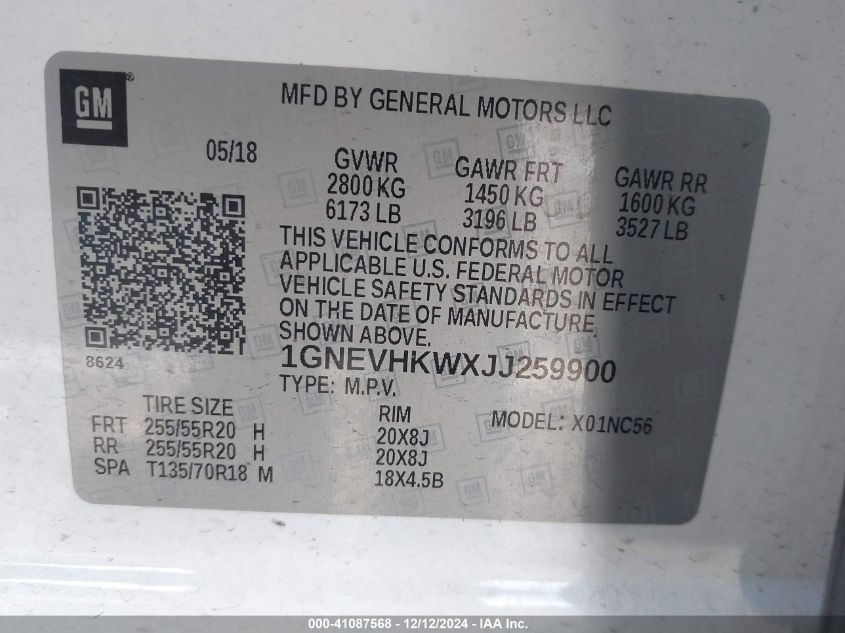 GM
®
MFD BY GENERAL MOTORS LLC
05/18
GVWR
2800 KG
6173 LB
GAWR FRT
1450 KG
3196 LB
GAWR RR
1600 KG
3527 LB
THIS VEHICLE CONFORMS TO ALL
APPLICABLE U.S. FEDERAL MOTOR
VEHICLE SAFETY STANDARDS IN EFFECT
ON THE DATE OF MANUFACTURE
SHOWN ABOVE.
8624
1GNEVHKWXJJ259900
TYPE: M.P.V.
MODEL: X01NC56
TIRE SIZE RIM
FRT 255/55R20 H 20X8J
RR 255/55R20 H 20X8J
SPA T135/70R18 M 18X4.5B
000-41087568 - 12/12/2024 - IAA Inc.